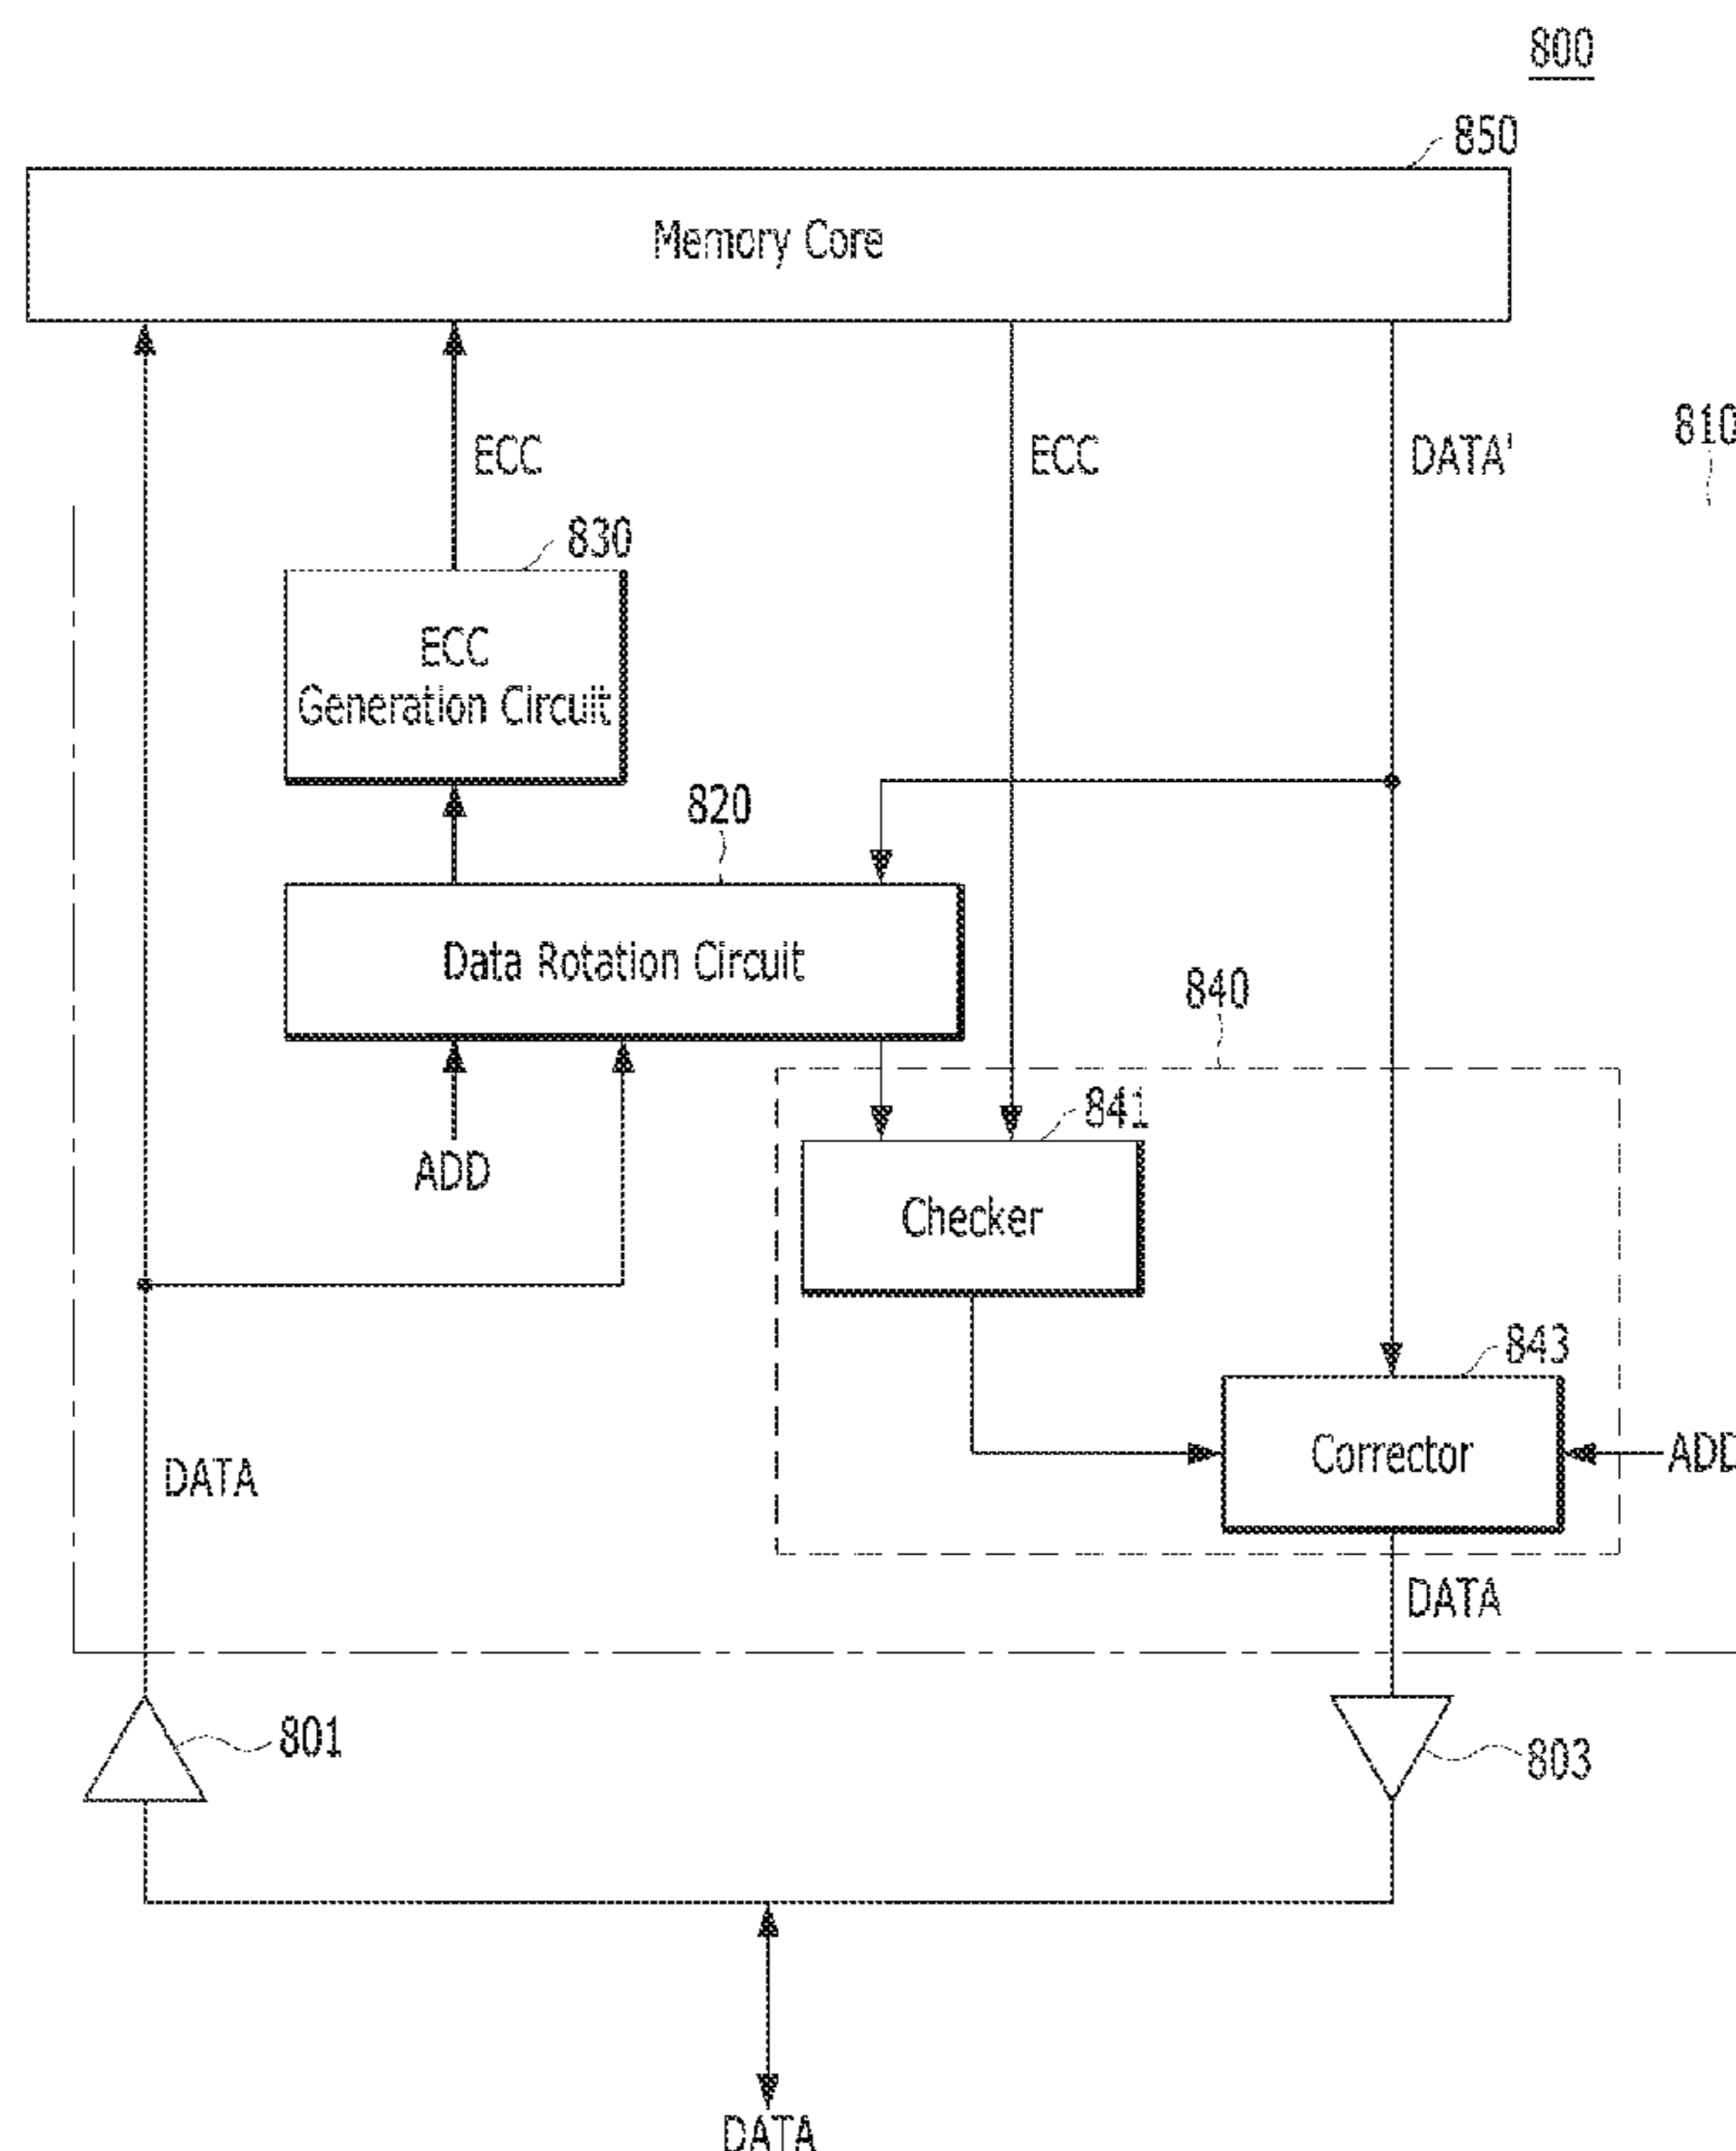 800
850
Memory Core
810
ECC
ECC
DATA'
830
ECC
Generation Circuit
820
Data Rotation Circuit
840
841
ADD
Checker
843
Corrector
ADD
DATA
DATA
801
803
DATA